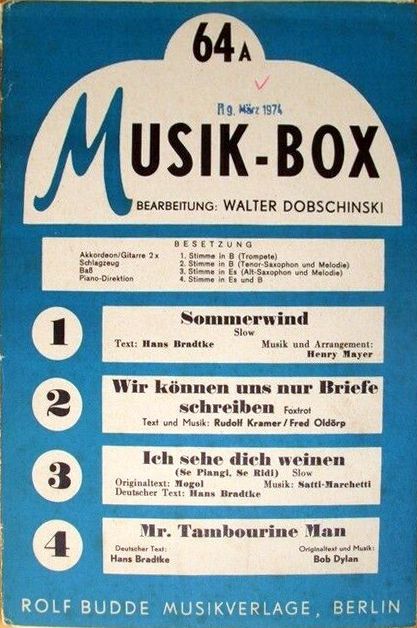 64A
19. März 1974
MUSIK-BOX
BEARBEITUNG: WALTER DOBSCHINSKI
BESETZUNG
Akkordeon/Gitarre 2 x 1. Stimme in B (Trompete)
Schlagzeug 2. Stimme in B (Tenor-Saxophon und Melodie)
Baß 3. Stimme in Es (Alt-Saxophon und Melodie)
Piano-Direktion 4. Stimme in Es und B
1 Sommerwind
Slow
Text: Hans Bradtke Musik und Arrangement:
Henry Mayer
2 Wir können uns nur Briefe
schreiben Foxtrot
Text und Musik: Rudolf Kramer/Fred Oldörp
3 Ich sehe dich weinen
(Se Piangi, Se Ridi) Slow
Originaltext: Mogol Musik: Satti-Marchetti
Deutscher Text: Hans Bradtke
4 Mr. Tambourine Man
Deutscher Text: Originaltext und Musik:
Hans Bradtke Bob Dylan
ROLF BUDDE MUSIKVERLAGE, BERLIN